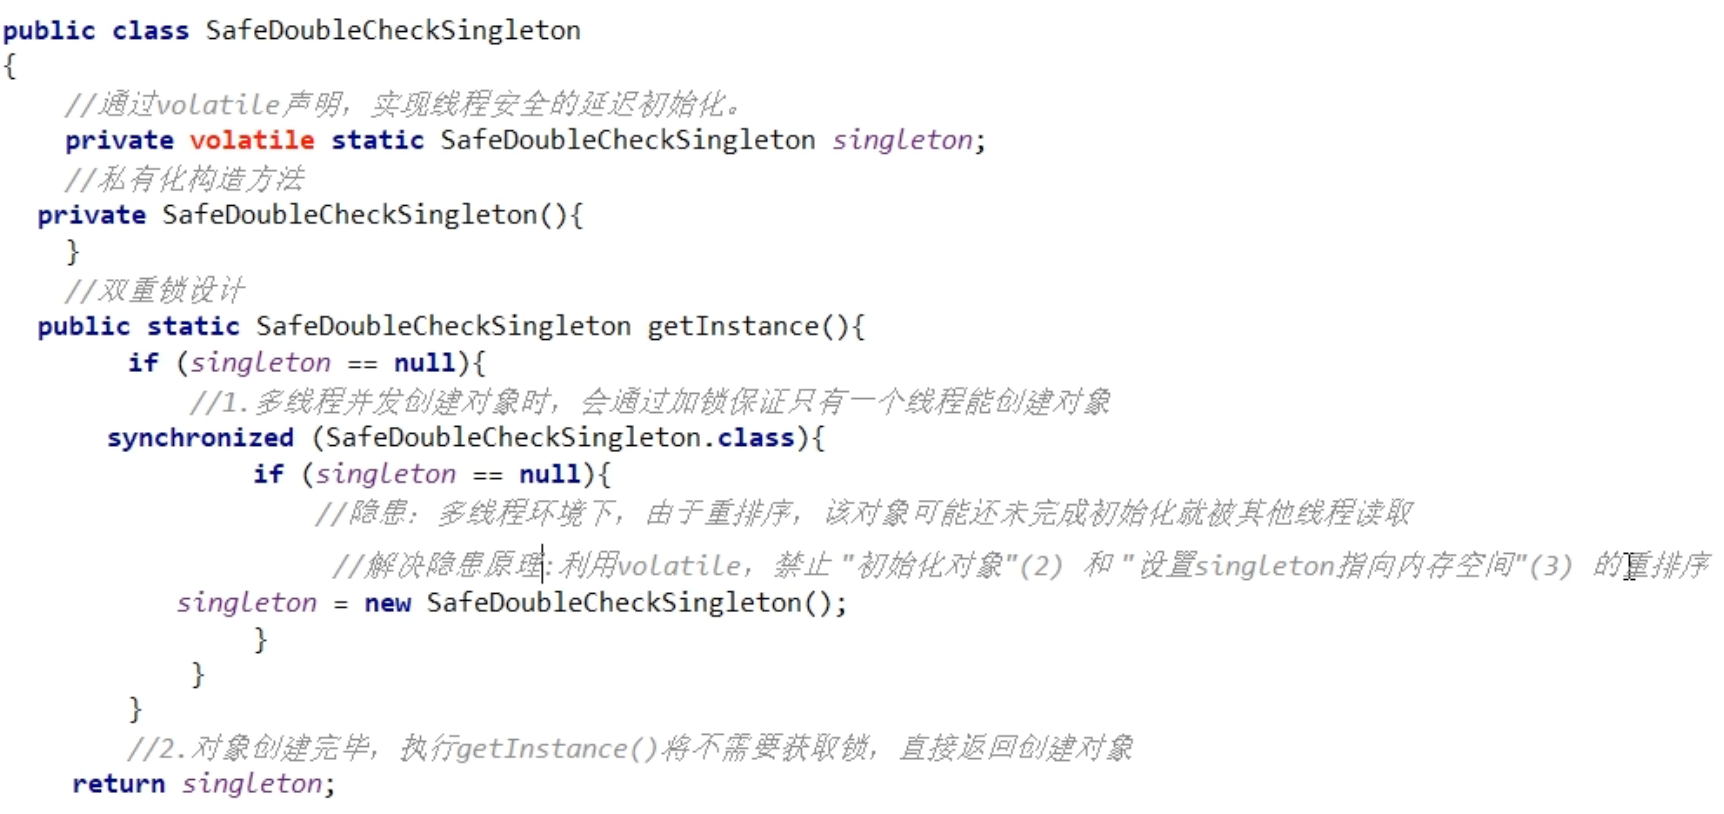 public class SafeDoubleCheckSingleton
{
//通过volatile声明，实现线程安全的延迟初始化。
private volatile static SafeDoubleCheckSingleton singleton;
//私有化构造方法
private SafeDoubleCheckSingleton(){
}
//双重锁设计
public static SafeDoubleCheckSingleton getInstance(){
if (singleton == null){
//1.多线程并发创建对象时，会通过加锁保证只有一个线程能创建对象
synchronized (SafeDoubleCheckSingleton.class){
if (singleton == null){
//隐患：多线程环境下，由于重排序，该对象可能还未完成初始化就被其他线程读取
//解决隐患原理:利用volatile，禁止 "初始化对象"(2) 和 "设置singleton指向内存空间"(3) 的重排序
singleton = new SafeDoubleCheckSingleton();
}
}
}
//2.对象创建完毕，执行getInstance()将不需要获取锁，直接返回创建对象
return singleton;